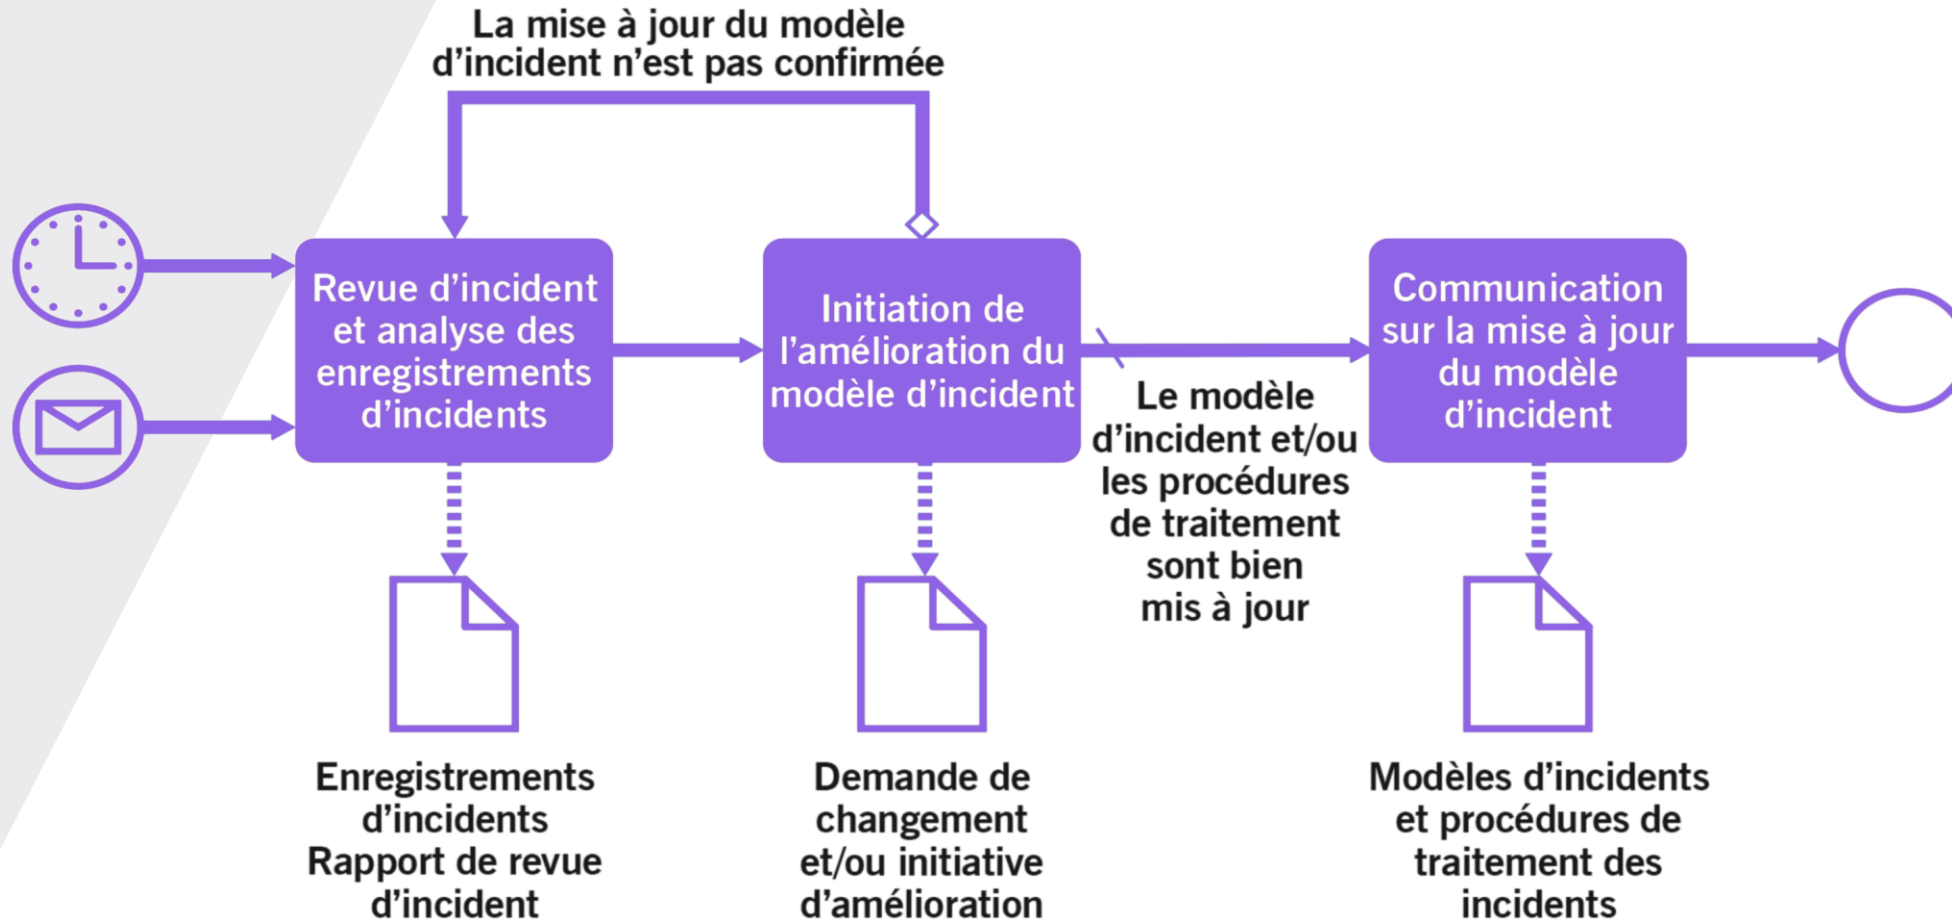 La mise à jour du modèle
d’incident n’est pas confirmée
Revue d’incident
et analyse des
enregistrements
d’incidents
Initiation de
l’amélioration du
modèle d’incident
Communication
sur la mise à jour
du modèle
d’incident
Le modèle
d’incident et/ou
les procédures
de traitement
sont bien
mis à jour
Enregistrements
d’incidents
Rapport de revue
d’incident
Demande de
changement
et/ou initiative
d’amélioration
Modèles d’incidents
et procédures de
traitement des
incidents